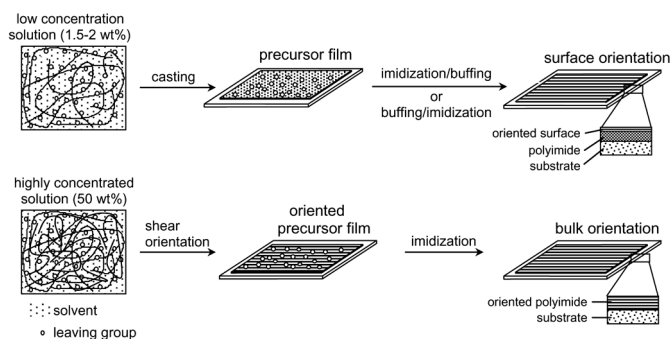 low concentration
solution (1.5-2 wt%)
casting
precursor film
imidization/buffing
or
buffing/imidization
surface orientation
oriented surface
polyimide
substrate
highly concentrated
solution (50 wt%)
shear
orientation
oriented
precursor film
imidization
bulk orientation
oriented polyimide
substrate
solvent
leaving group